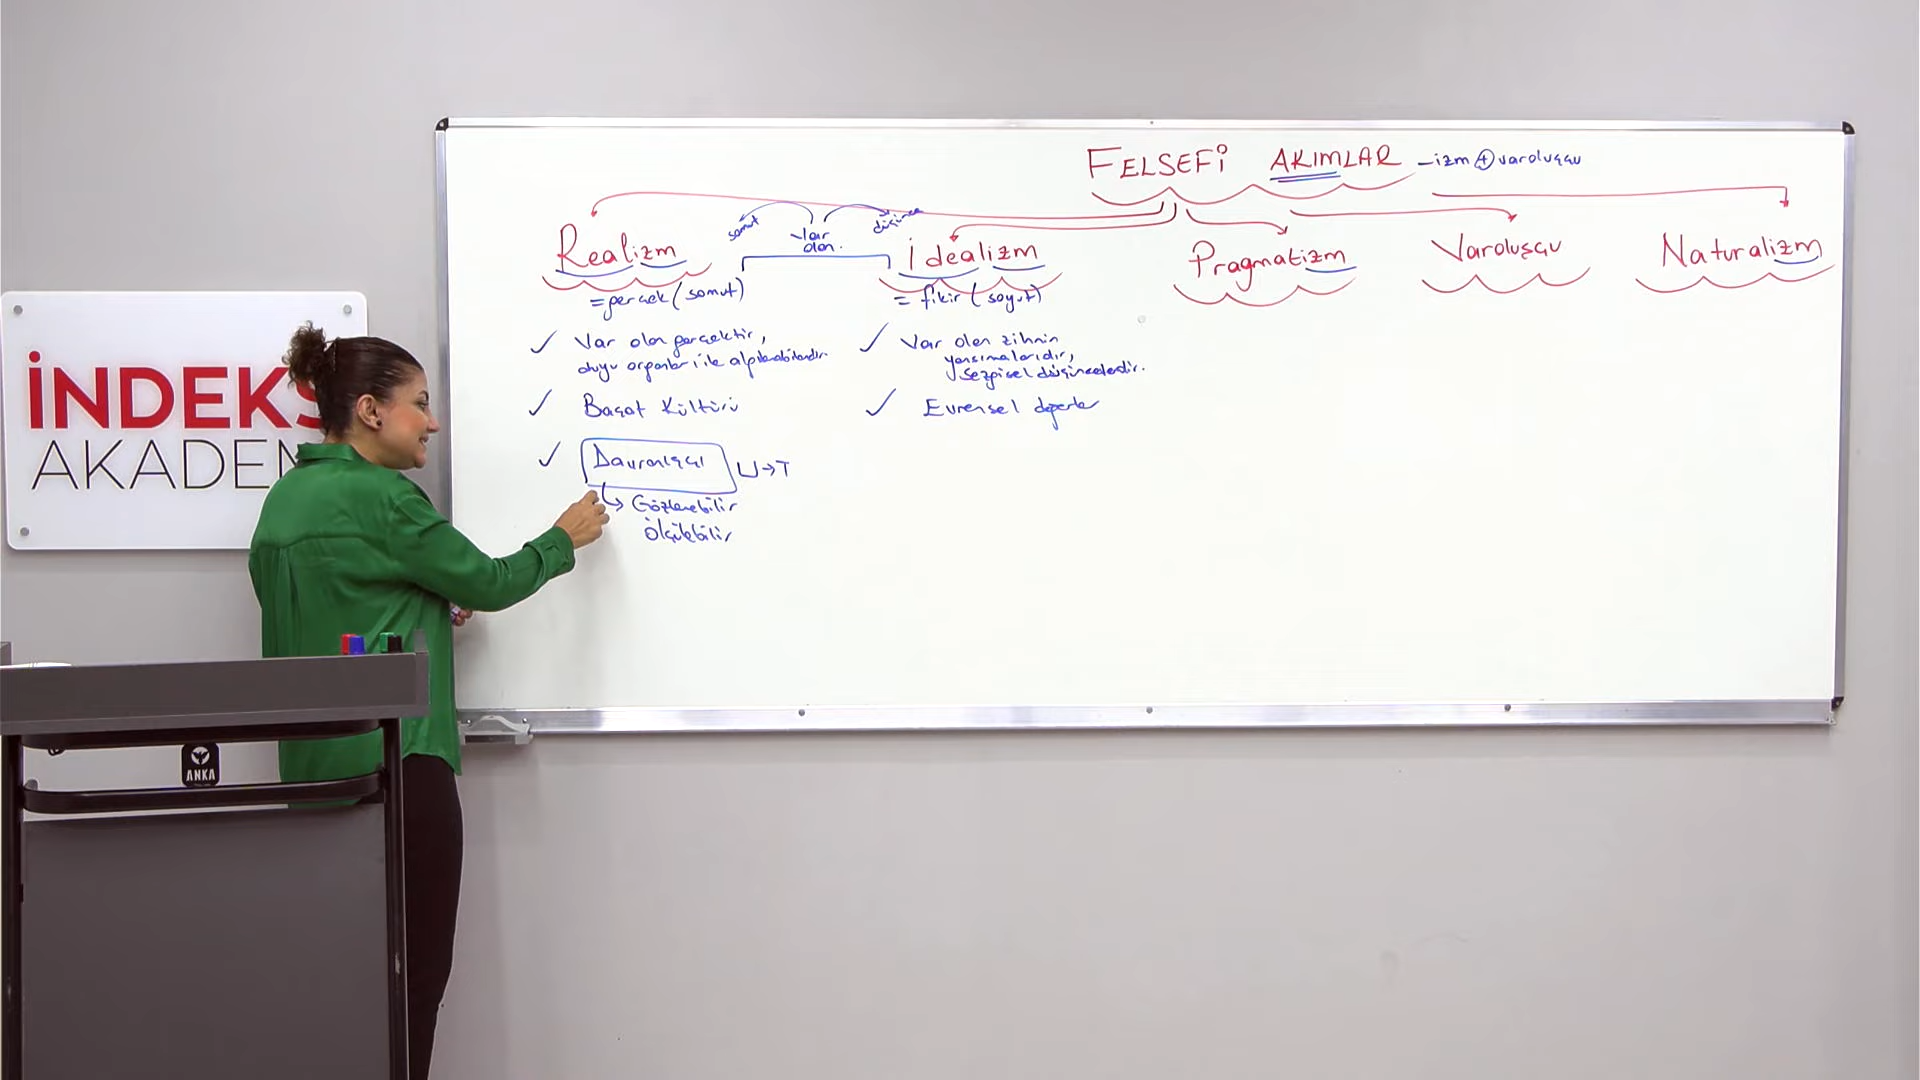 FELSEFİ AKIMLAR -izm + varoluşçu
somut
var olan.
düşünce
Realizm
İdealizm
Pragmatizm
Varoluşçu
Naturalizm
=gerçek (somut)
= fikir (soyut)
✓ Var olan gerçektir,
duyu organları ile algılanabilendir.
✓ Başat Kültürü
✓ Davranışçı U→T
↳ Gözlenebilir
Ölçülebilir
✓ Var olan zihnin
yansımalarıdır,
sezgisel düşüncelerdir.
✓ Evrensel değerler
İNDEKS
AKADEM
ANKA